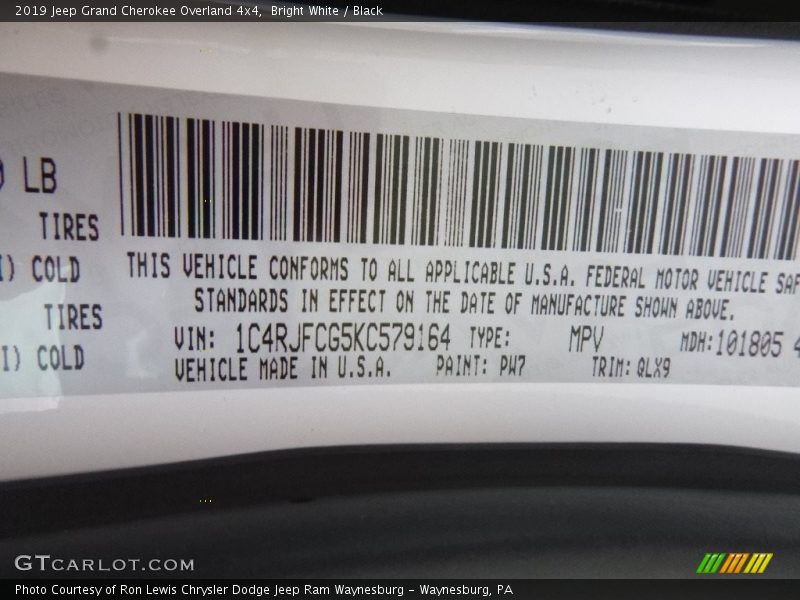 2019 Jeep Grand Cherokee Overland 4x4, Bright White / Black
LB
TIRES
I) COLD
TIRES
I) COLD
THIS VEHICLE CONFORMS TO ALL APPLICABLE U.S.A. FEDERAL MOTOR VEHICLE SAF
STANDARDS IN EFFECT ON THE DATE OF MANUFACTURE SHOWN ABOVE.
VIN: 1C4RJFCG5KC579164 TYPE: MPV MDH: 101805 4
VEHICLE MADE IN U.S.A. PAINT: PW7 TRIM: QLX9
GTCARLOT.COM
Photo Courtesy of Ron Lewis Chrysler Dodge Jeep Ram Waynesburg - Waynesburg, PA